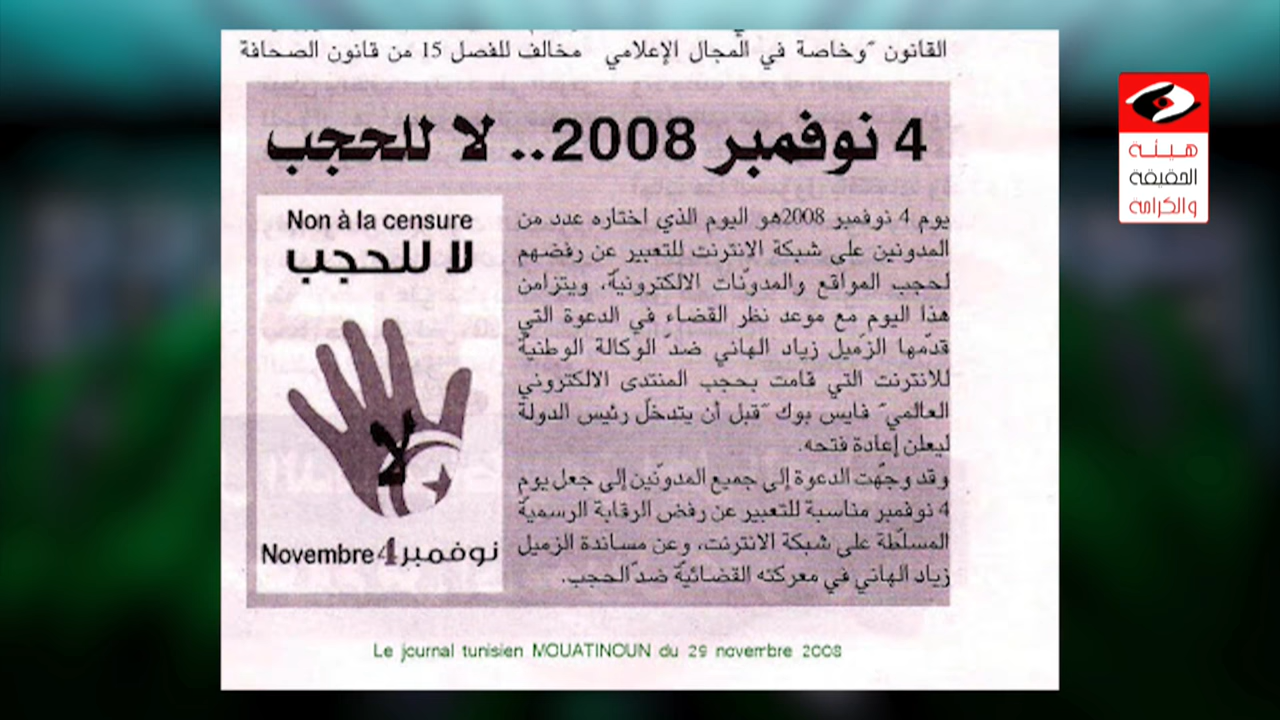 القانون "وخاصة في المجال الإعلامي
مخالف للفصل 15 من قانون الصحافة
4 نوفمبر 2008.. لا للحجب
Non à la censure
لا للحجب
لا
Novembre 4 نوفمبر
يوم 4 نوفمبر 2008هو اليوم الذي اختاره عدد من
المدونين على شبكة الانترنت للتعبير عن رفضهم
لحجب المواقع والمدوّنات الالكترونيّة، ويتزامن
هذا اليوم مع موعد نظر القضاء في الدعوة التي
قدّمها الزّميل زياد الهاني ضدّ الوكالة الوطنيّة
للانترنت التي قامت بحجب المنتدى الالكتروني
العالمي" فايس بوك "قبل أن يتدخلّ رئيس الدولة
ليعلن إعادة فتحه.
وقد وجّهت الدعوة إلى جميع المدوّنين إلى جعل يوم
4 نوفمبر مناسبة للتعبير عن رفض الرقابة الرسميّة
المسلّطة على شبكة الانترنت، وعن مساندة الزميل
زياد الهاني في معركته القضائيّة ضدّ الحجب.
Le journal tunisien MOUATINOUN du 29 novembre 2008
هيئة
الحقيقة
والكرامة